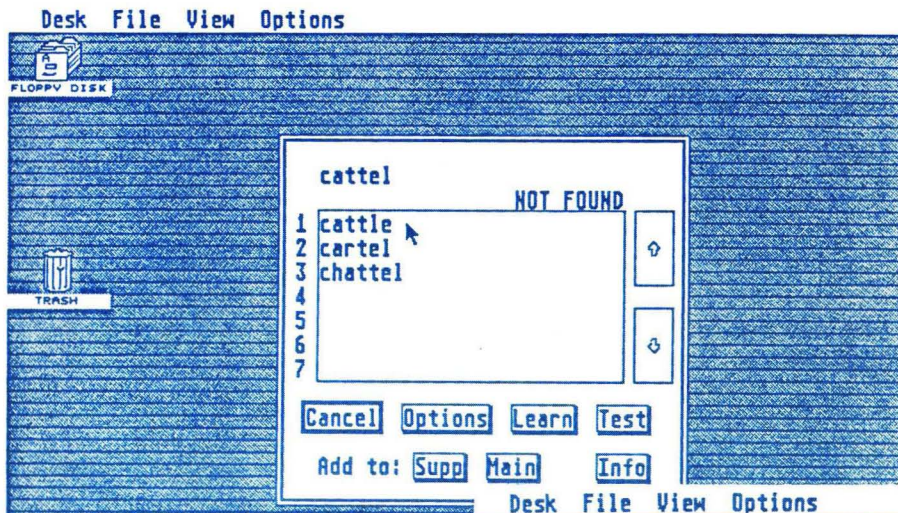 Desk File View Options
FLOPPY DISK
cattel
NOT FOUND
1 cattle
2 cartel
3 chattel
4
5
6
7
Cancel Options Learn Test
Add to: Supp Main Info
TRASH
Desk File View Options